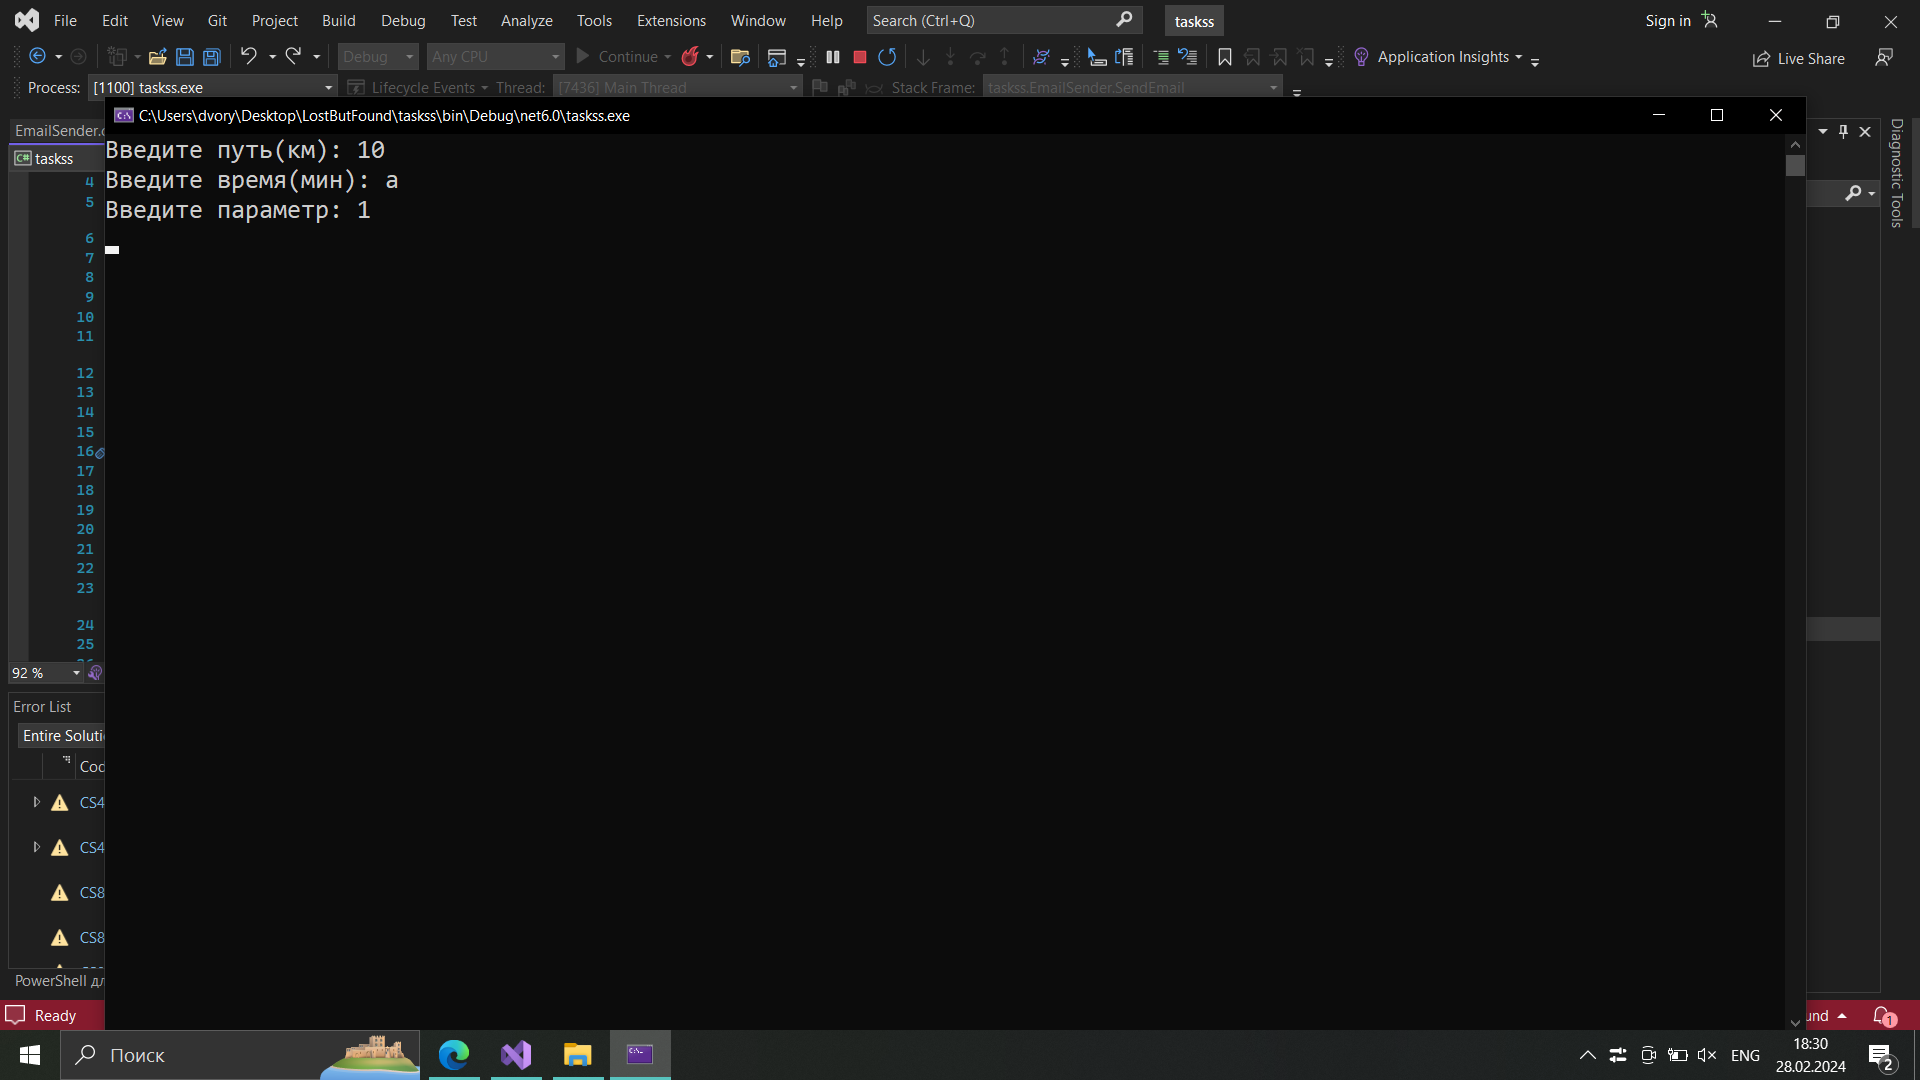 File Edit View Git Project Build Debug Test Analyze Tools Extensions Window Help Search (Ctrl+Q) taskss Sign in
Debug Any CPU Continue Application Insights Live Share
Process: [1100] taskss.exe Lifecycle Events Thread: [7436] Main Thread Stack Frame: taskss.EmailSender.SendEmail
C:\Users\dvory\Desktop\LostButFound\taskss\bin\Debug\net6.0\taskss.exe
EmailSender.c
taskss
Diagnostic Tools
Введите путь(км): 10
Введите время(мин): a
Введите параметр: 1
4
5
6
7
8
9
10
11
12
13
14
15
16
17
18
19
20
21
22
23
24
25
92 %
Error List
Entire Soluti
Cod
CS4
CS4
CS8
CS8
PowerShell дл
Ready
und
1
Поиск
ENG
18:30
28.02.2024
2